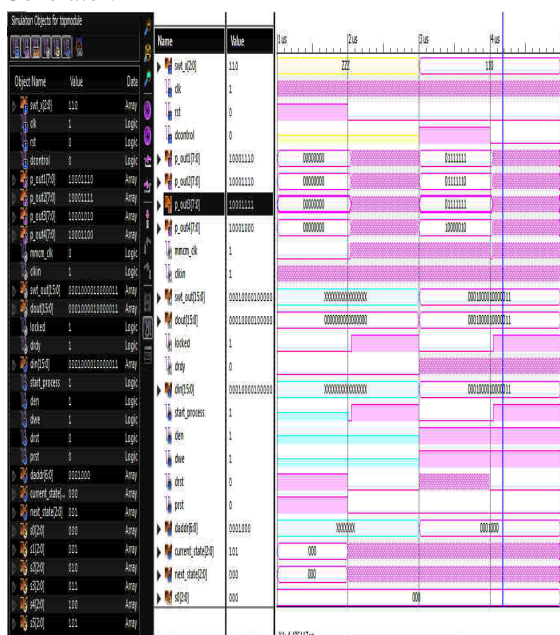 Simulation Objects for topmodule
Object Name Value Data
swt_x[2:0] 110 Array
clk 1 Logic
rst 0 Logic
dcontrol 0 Logic
p_out1[7:0] 10001110 Array
p_out2[7:0] 10001111 Array
p_out3[7:0] 10001010 Array
p_out4[7:0] 10001100 Array
mmcm_clk 0 Logic
clkin 1 Logic
swt_out[15:0] 0001000010000011 Array
dout[15:0] 0001000010000011 Array
locked 1 Logic
drdy 1 Logic
din[15:0] 0001000010000011 Array
start_process 1 Logic
den 1 Logic
dwe 1 Logic
drst 0 Logic
prst 0 Logic
daddr[6:0] 0001000 Array
current_state[... 000 Array
next_state[2:0] 001 Array
s0[2:0] 000 Array
s1[2:0] 001 Array
s2[2:0] 010 Array
s3[2:0] 011 Array
s4[2:0] 100 Array
s5[2:0] 101 Array
Name Value 1 us 2 us 3 us 4 us
swt_x[2:0] 110 ZZZ 110
clk 1
rst 0
dcontrol 0
p_out1[7:0] 10001110 00000000 01111111
p_out2[7:0] 10001110 00000000 01111110
p_out3[7:0] 10001111 00000000 01111111
p_out4[7:0] 10001000 00000000 10000010
mmcm_clk 1
clkin 1
swt_out[15:0] 00010000100000 XXXXXXXXXXXXXXXX 0001000010000011
dout[15:0] 00010000100000 0000000000000000 0001000010000011
locked 1
drdy 0
din[15:0] 00010000100000 XXXXXXXXXXXXXXXX 0001000010000011
start_process 1
den 1
dwe 1
drst 0
prst 0
daddr[6:0] 0001000 XXXXXXX 0001000
current_state[2:0] 101 000
next_state[2:0] 000 000
s0[2:0] 000 000